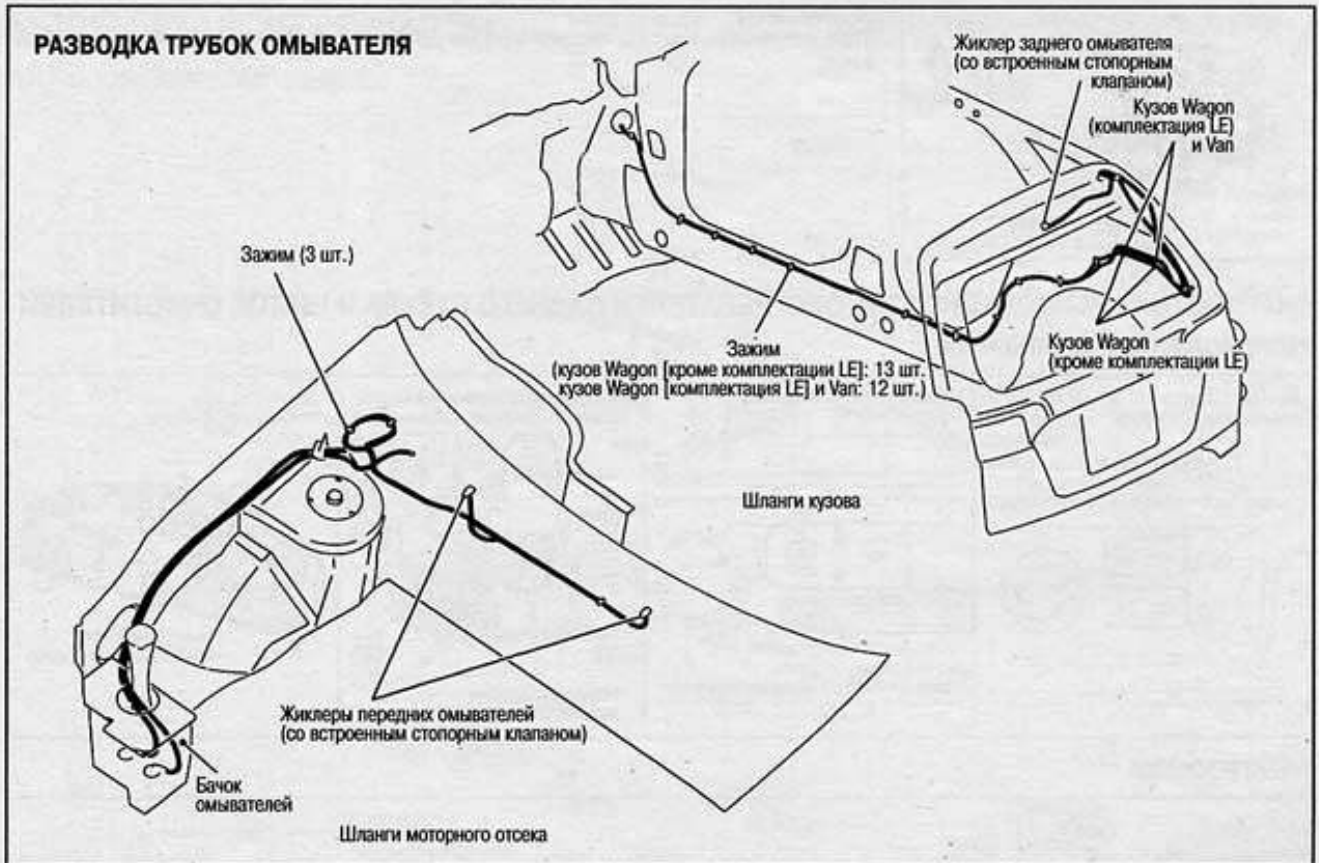 РАЗВОДКА ТРУБОК ОМЫВАТЕЛЯ
Жиклер заднего омывателя
(со встроенным стопорным
клапаном)
Кузов Wagon
(комплектация LE)
и Van
Зажим (3 шт.)
Зажим
(кузов Wagon [кроме комплектации LE]: 13 шт.
кузов Wagon [комплектация LE] и Van: 12 шт.)
Кузов Wagon
(кроме комплектации LE)
Шланги кузова
Жиклеры передних омывателей
(со встроенным стопорным клапаном)
Бачок
омывателей
Шланги моторного отсека